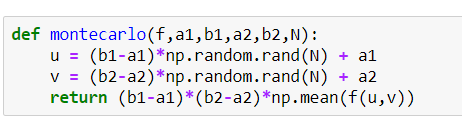 def montecarlo(f,a1,b1,a2,b2,N):
    u = (b1-a1)*np.random.rand(N) + a1
    v = (b2-a2)*np.random.rand(N) + a2
    return (b1-a1)*(b2-a2)*np.mean(f(u,v))